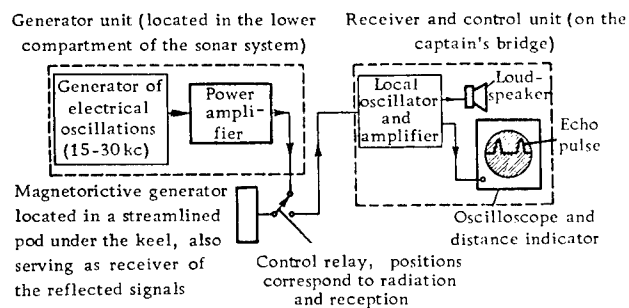 Generator unit (located in the lower
compartment of the sonar system)
Receiver and control unit (on the
captain's bridge)
Generator of
electrical
oscillations
(15-30 kc)
Power
ampli-
fier
Local
oscillator
and
amplifier
Loud-
speaker
Echo
pulse
Magnetorictive generator
located in a streamlined
pod under the keel, also
serving as receiver of
the reflected signals
Control relay, positions
correspond to radiation
and reception
Oscilloscope and
distance indicator